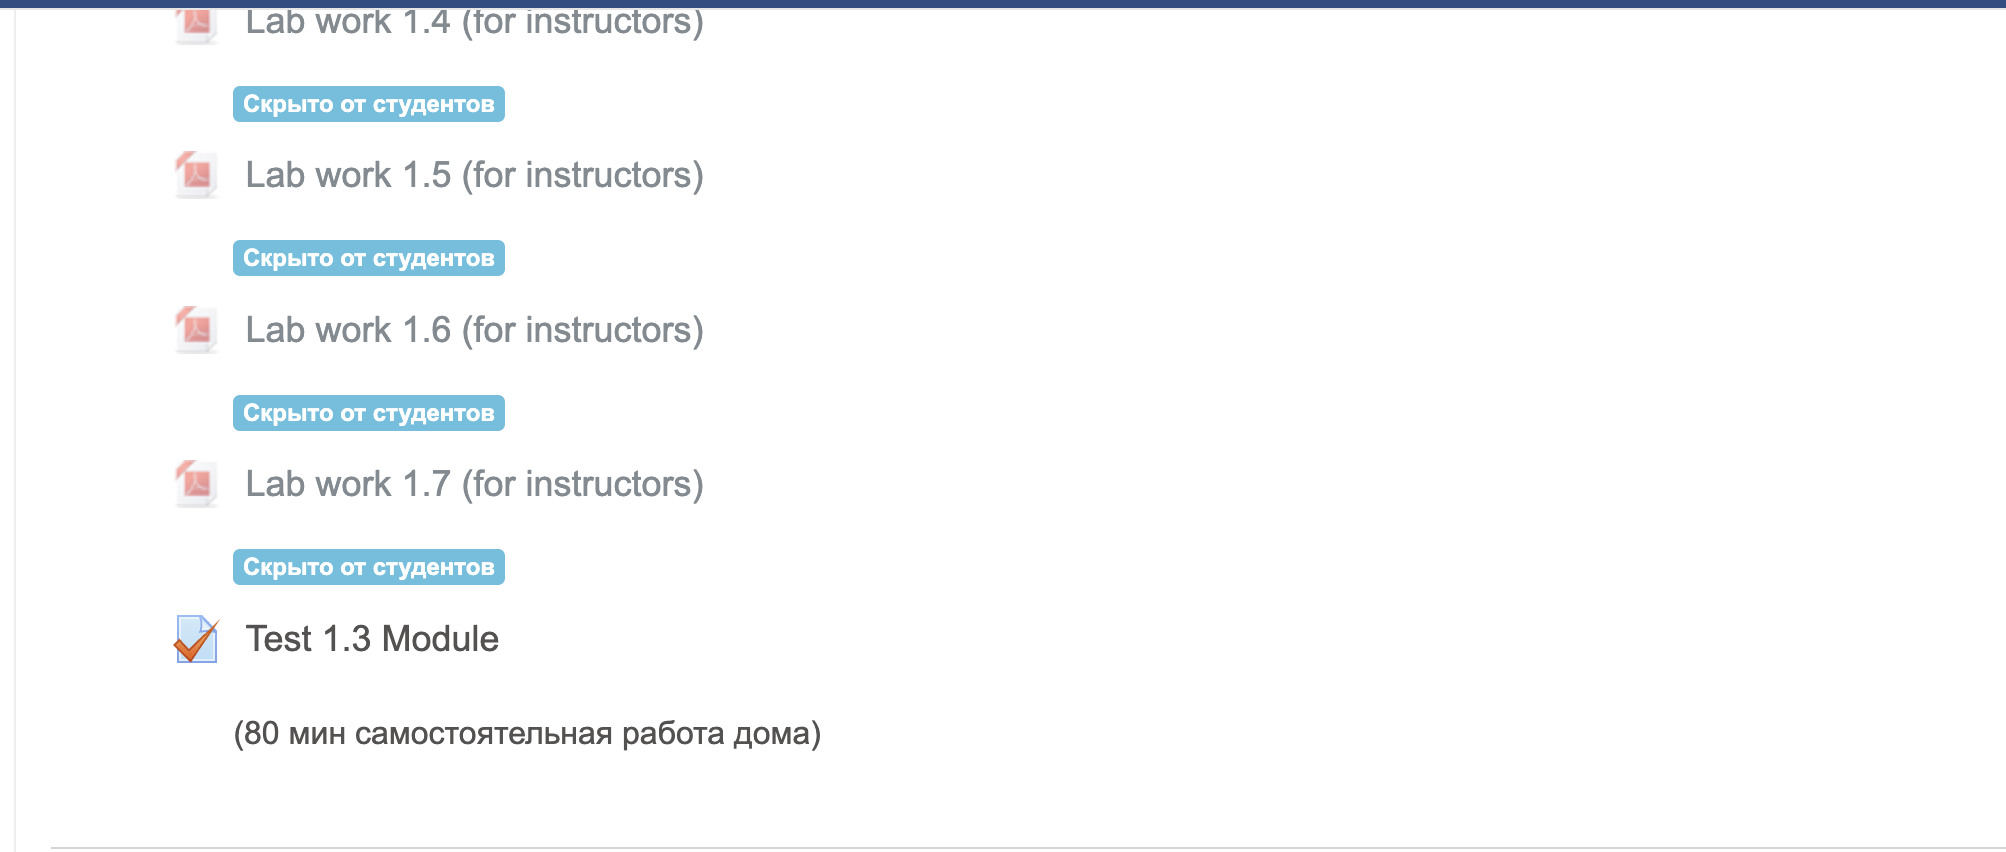 Lab work 1.4 (for instructors)
Скрыто от студентов
Lab work 1.5 (for instructors)
Скрыто от студентов
Lab work 1.6 (for instructors)
Скрыто от студентов
Lab work 1.7 (for instructors)
Скрыто от студентов
Test 1.3 Module
(80 мин самостоятельная работа дома)